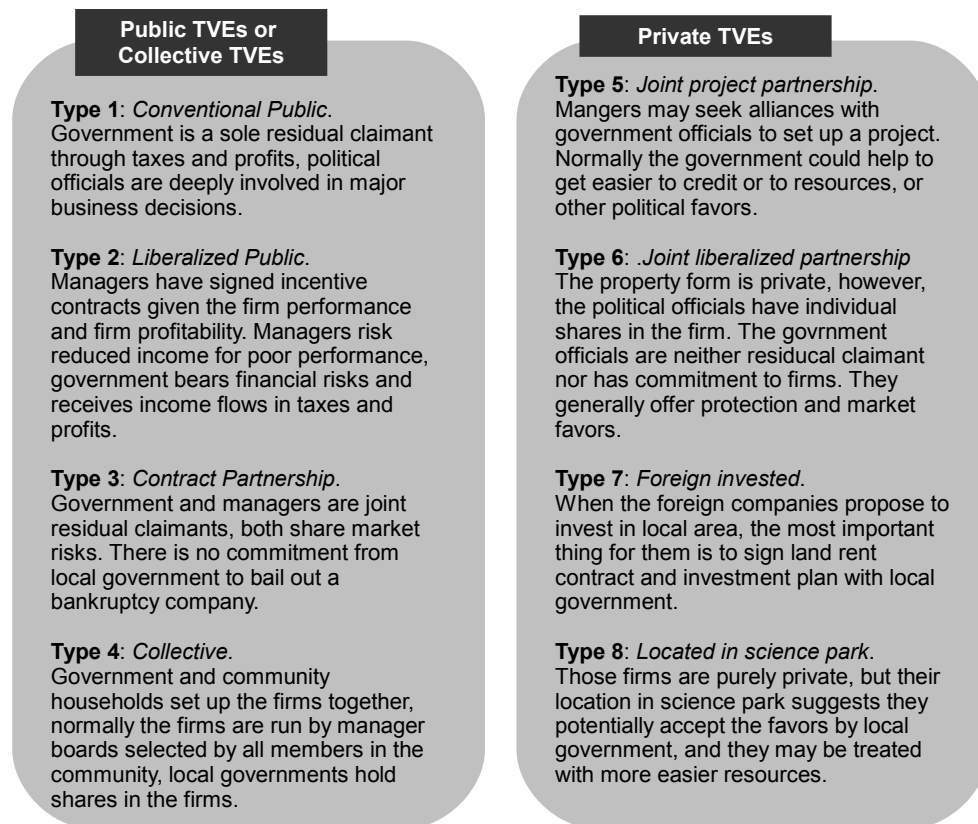 Public TVEs or
Collective TVEs
Type 1: Conventional Public.
Government is a sole residual claimant
through taxes and profits, political
officials are deeply involved in major
business decisions.
Type 2: Liberalized Public.
Managers have signed incentive
contracts given the firm performance
and firm profitability. Managers risk
reduced income for poor performance,
government bears financial risks and
receives income flows in taxes and
profits.
Type 3: Contract Partnership.
Government and managers are joint
residual claimants, both share market
risks. There is no commitment from
local government to bail out a
bankruptcy company.
Type 4: Collective.
Government and community
households set up the firms together,
normally the firms are run by manager
boards selected by all members in the
community, local governments hold
shares in the firms.
Private TVEs
Type 5: Joint project partnership.
Mangers may seek alliances with
government officials to set up a project.
Normally the government could help to
get easier to credit or to resources, or
other political favors.
Type 6: .Joint liberalized partnership
The property form is private, however,
the political officials have individual
shares in the firm. The govrnment
officials are neither residucal claimant
nor has commitment to firms. They
generally offer protection and market
favors.
Type 7: Foreign invested.
When the foreign companies propose to
invest in local area, the most important
thing for them is to sign land rent
contract and investment plan with local
government.
Type 8: Located in science park.
Those firms are purely private, but their
location in science park suggests they
potentially accept the favors by local
government, and they may be treated
with more easier resources.